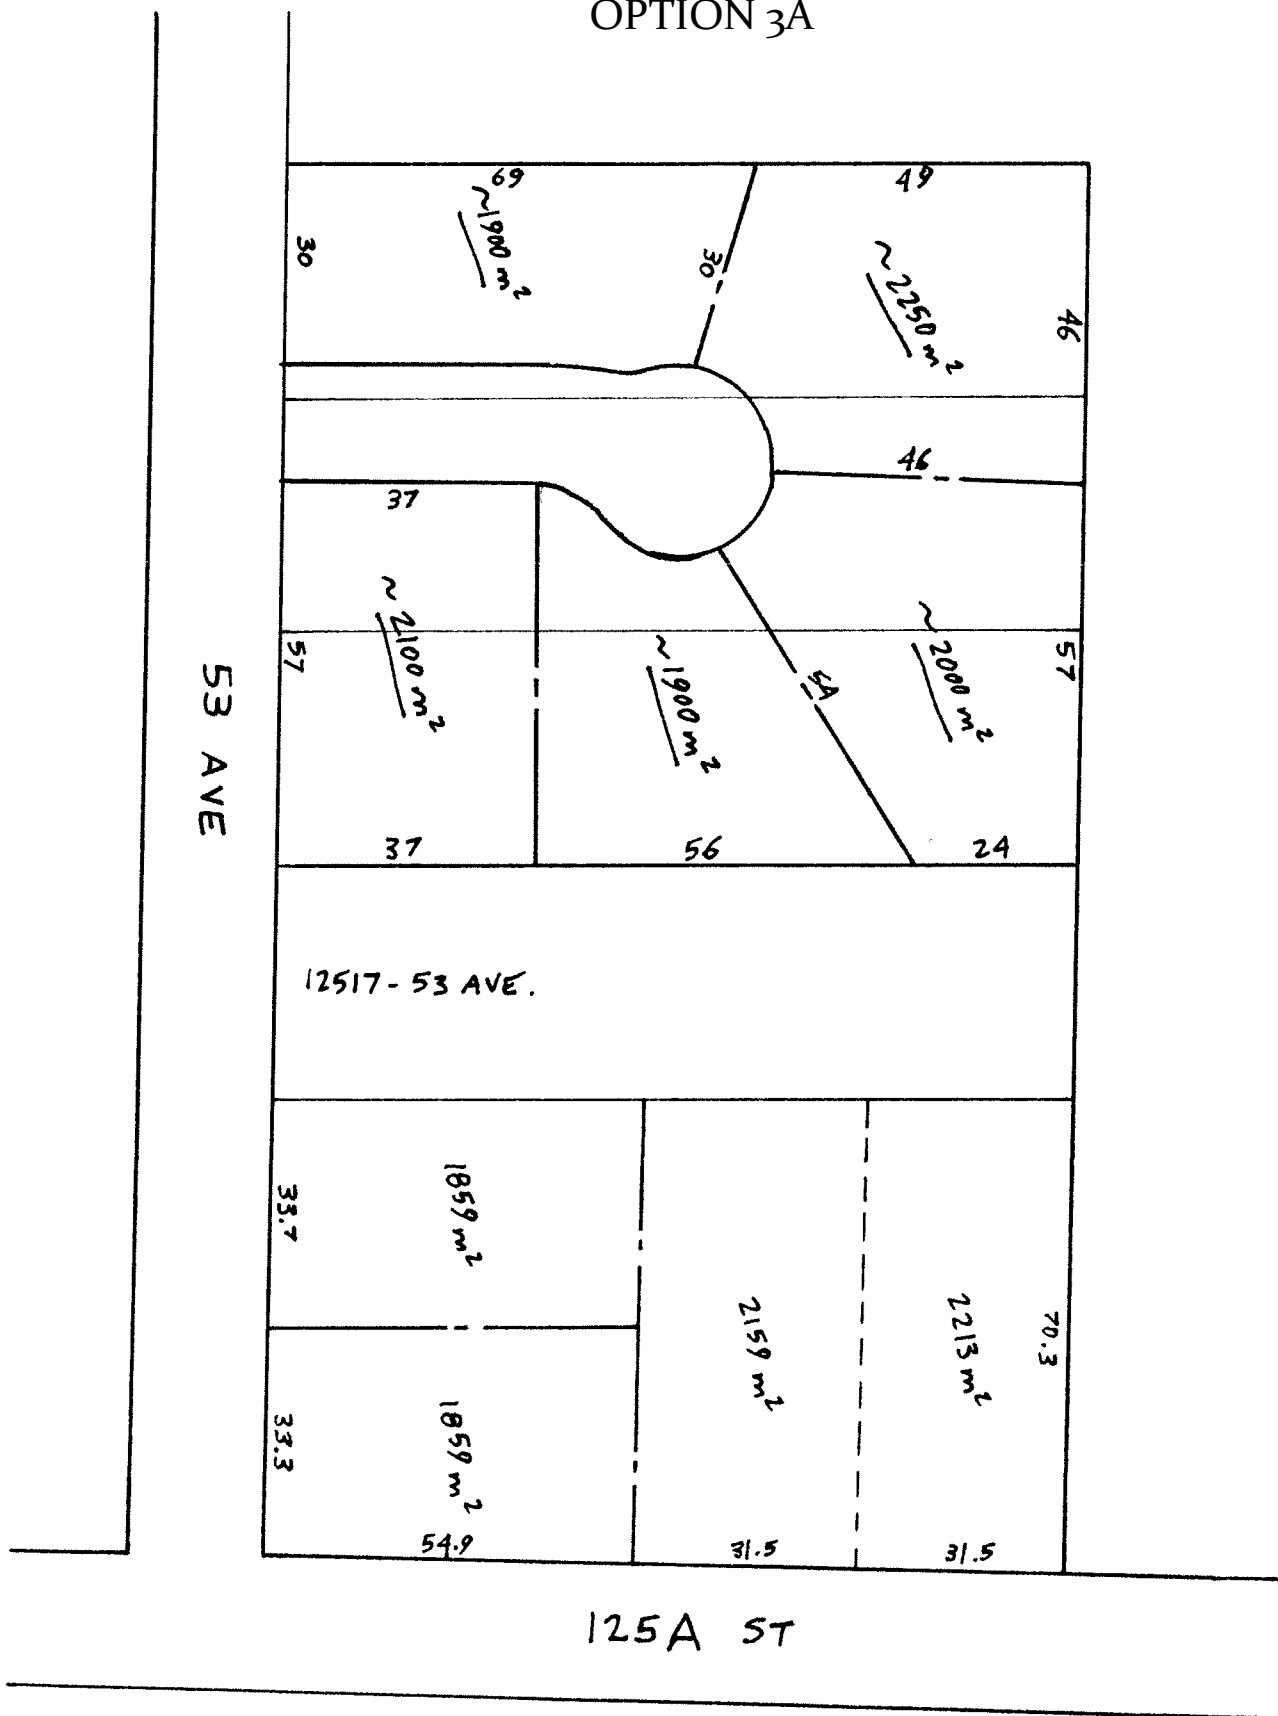 OPTION 3A
69
49
~1900 m²
30
30
~2250 m²
46
46
37
~2100 m²
57
~1900 m²
54
~2000 m²
57
53 AVE
37
56
24
12517 - 53 AVE.
1859 m²
33.7
2159 m²
2213 m²
70.3
1859 m²
33.3
54.9
31.5
31.5
125A ST